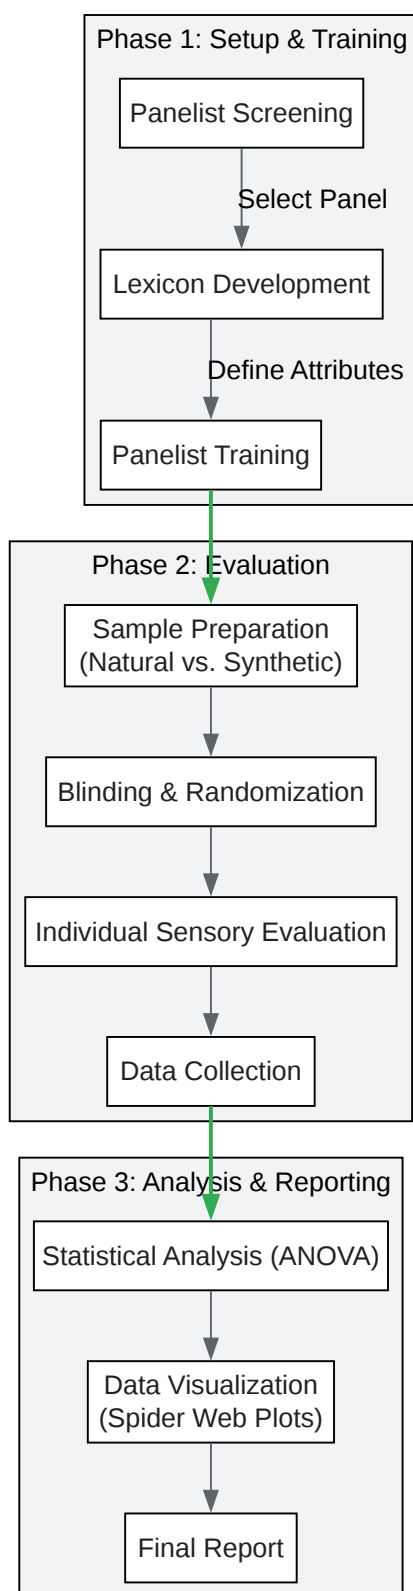 Phase 1: Setup & Training
Panelist Screening
Select Panel
Lexicon Development
Define Attributes
Panelist Training
Phase 2: Evaluation
Sample Preparation
(Natural vs. Synthetic)
Blinding & Randomization
Individual Sensory Evaluation
Data Collection
Phase 3: Analysis & Reporting
Statistical Analysis (ANOVA)
Data Visualization
(Spider Web Plots)
Final Report